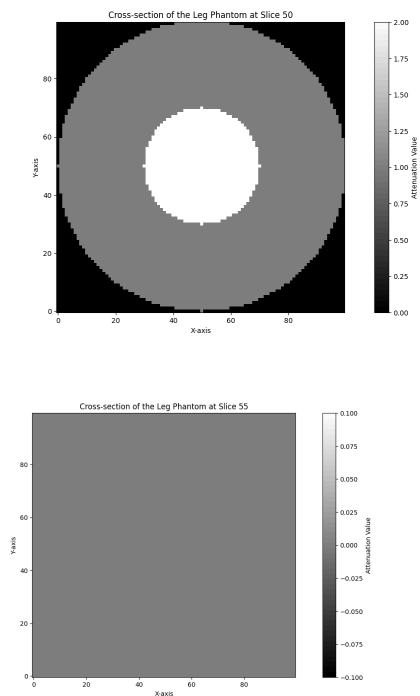 Cross-section of the Leg Phantom at Slice 50
Y-axis
80
60
40
20
0
0 20 40 60 80
X-axis
2.00
1.75
1.50
1.25
1.00
0.75
0.50
0.25
0.00
Attenuation Value
Cross-section of the Leg Phantom at Slice 55
Y-axis
80
60
40
20
0
0 20 40 60 80
X-axis
0.100
0.075
0.050
0.025
0.000
−0.025
−0.050
−0.075
−0.100
Attenuation Value